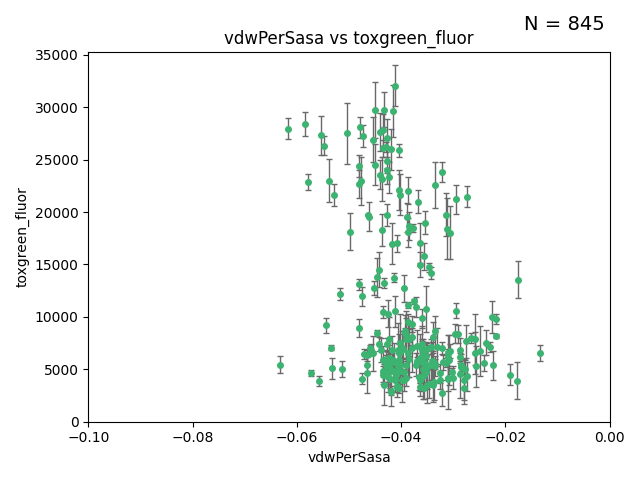 N = 845
vdwPerSasa vs toxgreen_fluor
35000
30000
25000
20000
15000
10000
5000
0
toxgreen_fluor
−0.10 −0.08 −0.06 −0.04 −0.02 0.00
vdwPerSasa